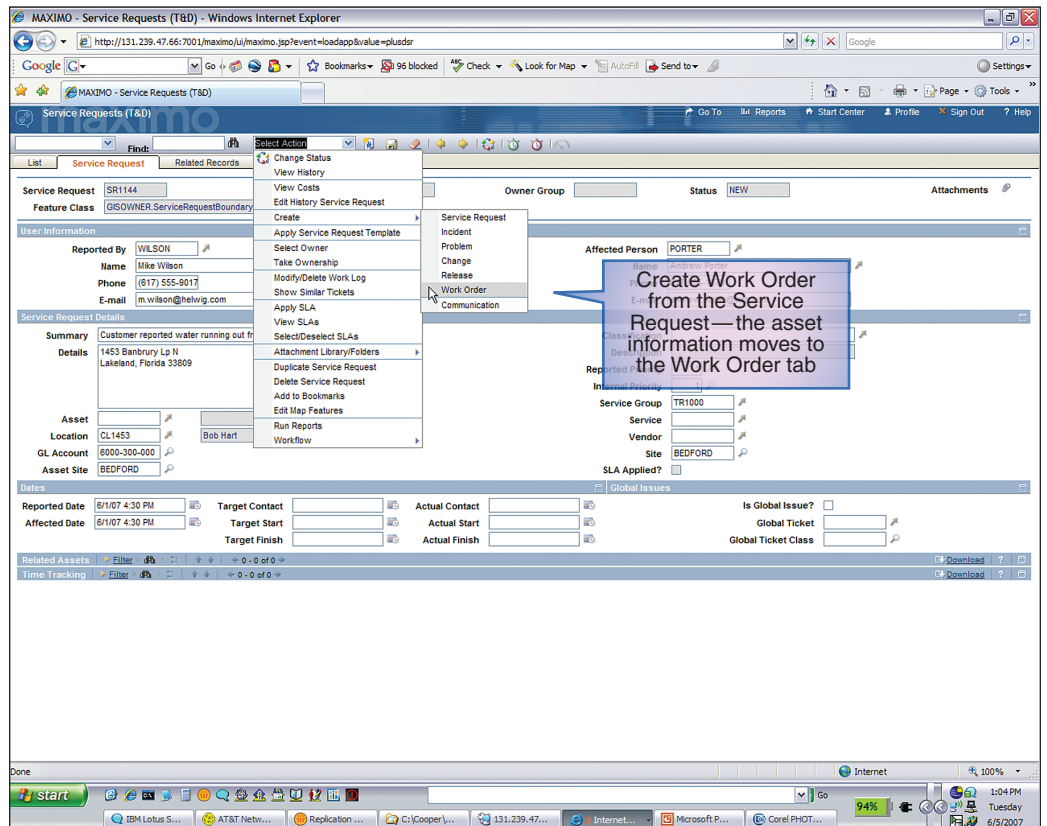 MAXIMO - Service Requests (T&D) - Windows Internet Explorer
http://131.239.47.66:7001/maximo/ui/maximo.jsp?event=loadapp&value=plusdsr
Google
Google G Go Bookmarks 96 blocked ABC Check Look for Map AutoFill Send to Settings
MAXIMO - Service Requests (T&D) Page Tools »
Service Requests (T&D) Go To Reports Start Center Profile Sign Out ? Help
maximo
Find: Select Action
List Service Request Related Records
Change Status
View History
View Costs
Edit History Service Request
Create
Apply Service Request Template
Select Owner
Take Ownership
Modify/Delete Work Log
Show Similar Tickets
Apply SLA
View SLAs
Select/Deselect SLAs
Attachment Library/Folders
Duplicate Service Request
Delete Service Request
Add to Bookmarks
Edit Map Features
Run Reports
Workflow
Service Request
Incident
Problem
Change
Release
Work Order
Communication
Service Request SR1144 Owner Group Status NEW Attachments
Feature Class GISOWNER.ServiceRequestBoundary
User Information
Reported By WILSON Affected Person PORTER
Name Mike Wilson Name Andrew Porter
Phone (617) 555-9017
E-mail m.wilson@helwig.com
Create Work Order
from the Service
Request—the asset
information moves to
the Work Order tab
Service Request Details
Summary Customer reported water running out fr Classification
Details 1453 Banbrury Lp N Description
Lakeland, Florida 33809 Reported Priority
Internal Priority 1
Service Group TR1000
Asset Service
Location CL1453 Bob Hart Vendor
GL Account 6000-300-000 Site BEDFORD
Asset Site BEDFORD SLA Applied?
Dates Global Issues
Reported Date 6/1/07 4:30 PM Target Contact Actual Contact Is Global Issue?
Affected Date 6/1/07 4:30 PM Target Start Actual Start Global Ticket
Target Finish Actual Finish Global Ticket Class
Related Assets Filter 0 - 0 of 0 Download ?
Time Tracking Filter 0 - 0 of 0 Download ?
Done Internet 100%
start Go 94% 1:04 PM
Tuesday
IBM Lotus S... AT&T Netw... Replication ... C:\Cooper\... 131.239.47... Internet... Microsoft P... Corel PHOT... 6/5/2007